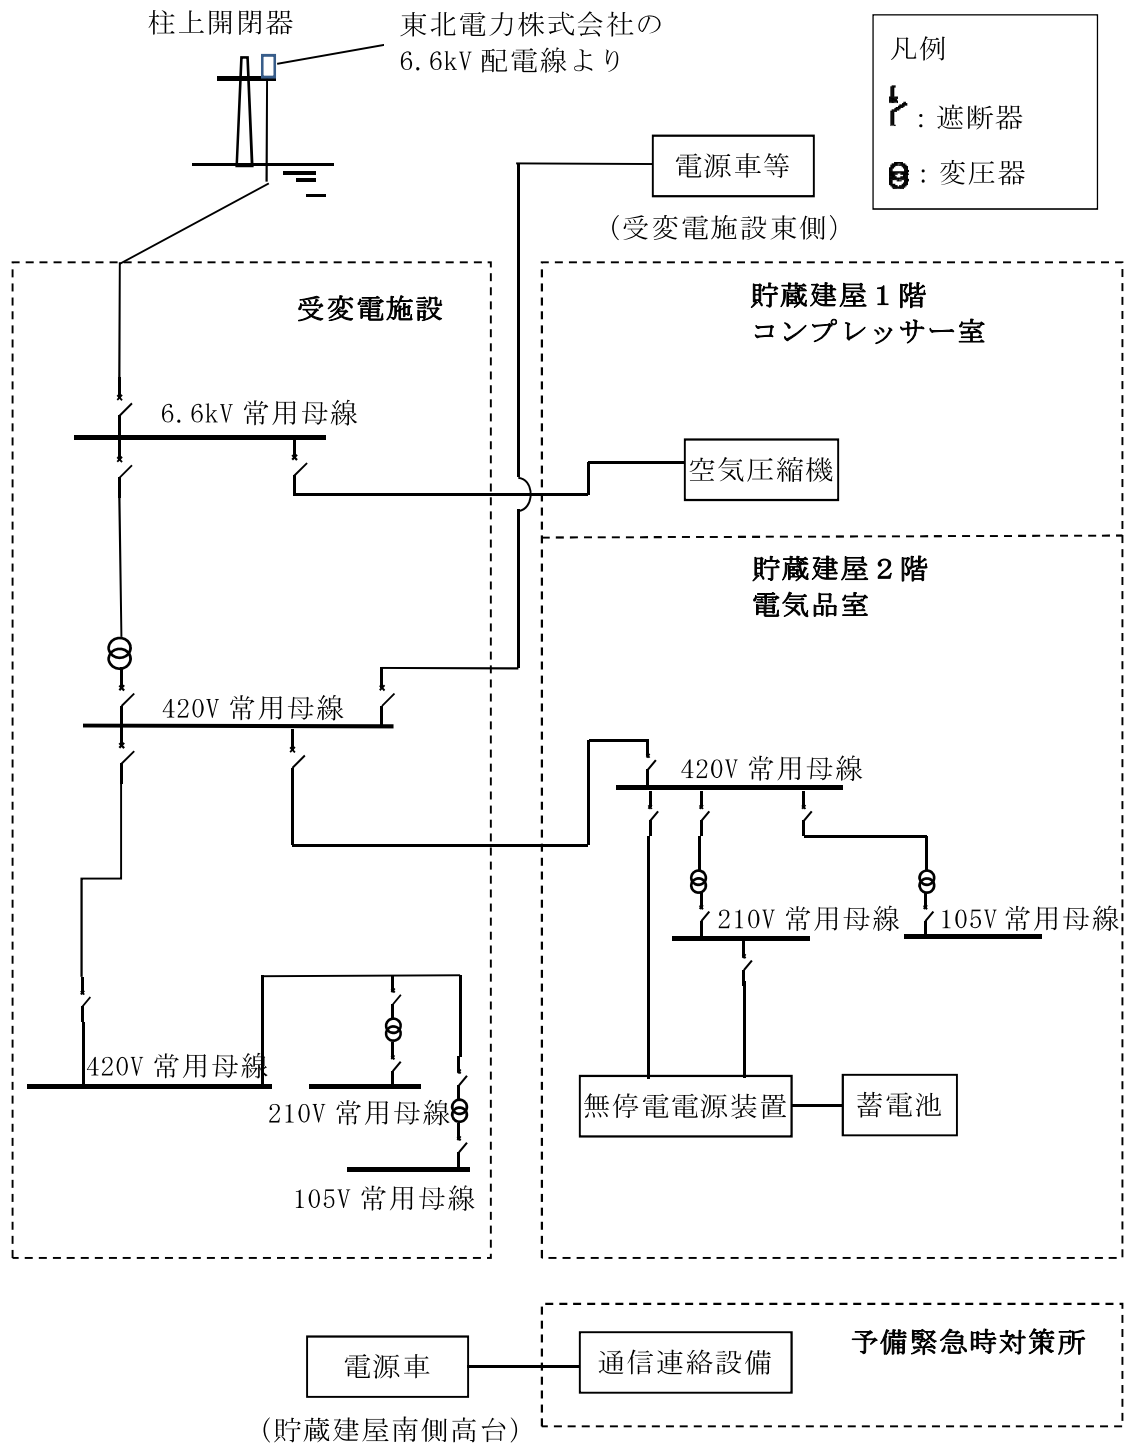 柱上開閉器
東北電力株式会社の
6.6kV 配電線より
凡例
：遮断器
：変圧器
電源車等
（受変電施設東側）
受変電施設
貯蔵建屋１階
コンプレッサー室
6.6kV 常用母線
空気圧縮機
貯蔵建屋２階
電気品室
420V 常用母線
420V 常用母線
210V 常用母線
105V 常用母線
420V 常用母線
210V 常用母線
105V 常用母線
無停電電源装置
蓄電池
予備緊急時対策所
電源車
通信連絡設備
（貯蔵建屋南側高台）